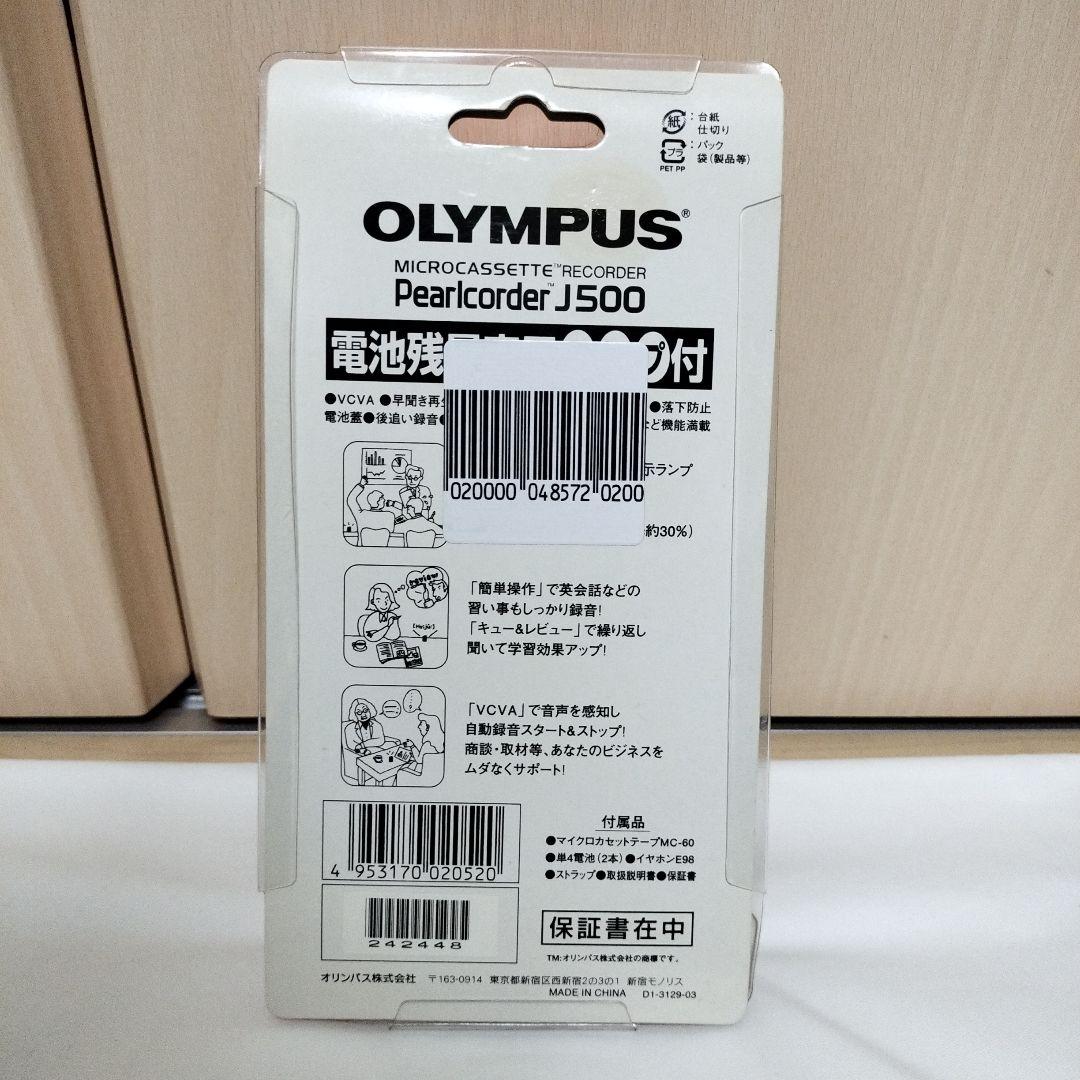 紙 : 台紙
仕切り
プラ : パック
袋(製品等)
PET PP
OLYMPUS®
MICROCASSETTE™ RECORDER
Pearlcorder™ J500
電池残 プ付
●VCVA ●早聞き再生 ●落下防止
電池蓋●後追い録音● ど機能満載
示ランプ
020000 048572 0200
約30%)
review
「簡単操作」で英会話などの
習い事もしっかり録音!
「キュー&レビュー」で繰り返し
聞いて学習効果アップ!
「VCVA」で音声を感知し
自動録音スタート&ストップ!
商談・取材等、あなたのビジネスを
ムダなくサポート!
付属品
●マイクロカセットテープMC-60
●単4電池(2本)●イヤホンE98
●ストラップ●取扱説明書●保証書
4 953170 020520
242448
保証書在中
TM:オリンパス株式会社の商標です。
オリンパス株式会社 〒163-0914 東京都新宿区西新宿2の3の1 新宿モノリス
MADE IN CHINA D1-3129-03